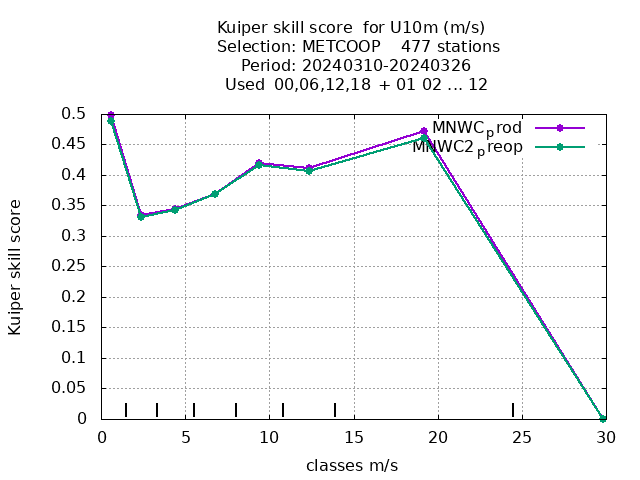 Kuiper skill score  for U10m (m/s)
Selection: METCOOP    477 stations
Period: 20240310-20240326
Used  00,06,12,18 + 01 02 ... 12
MNWCprod
MNWC2preop
0.5
0.45
0.4
0.35
0.3
0.25
0.2
0.15
0.1
0.05
0
Kuiper skill score
0 5 10 15 20 25 30
classes m/s